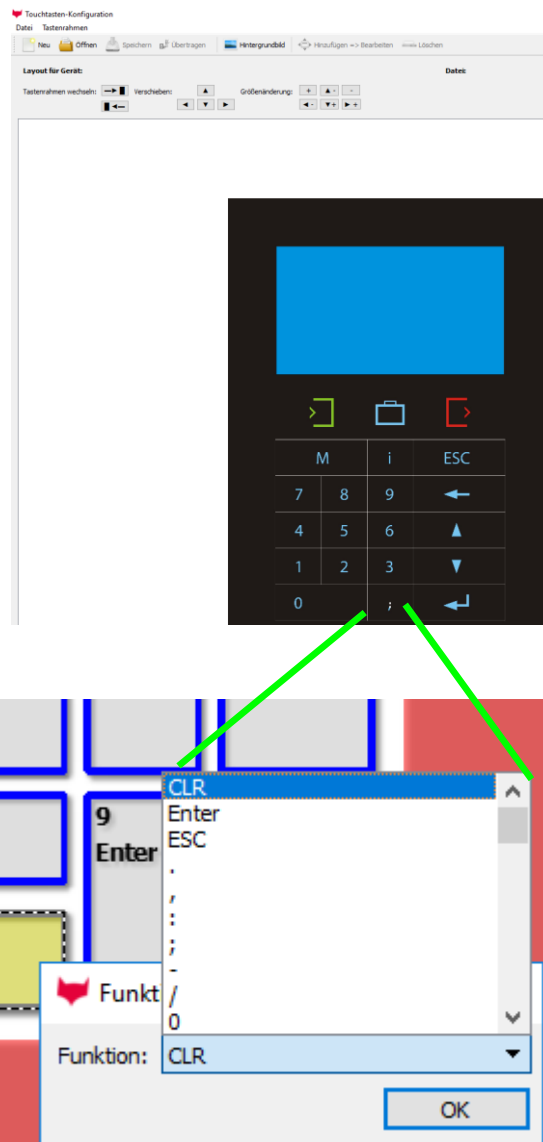 Touchtasten-Konfiguration
Datei Tastenrahmen
Neu Öffnen Speichern Übertragen Hintergrundbild Hinzufügen => Bearbeiten Löschen
Layout für Gerät: Datei:
Tastenrahmen wechseln: Verschieben: Größenänderung: + - -
- + +
M i ESC
7 8 9
4 5 6
1 2 3
0 ;
9
Enter
CLR
Enter
ESC
.
,
:
;
-
/
0
Funkt
Funktion: CLR
OK